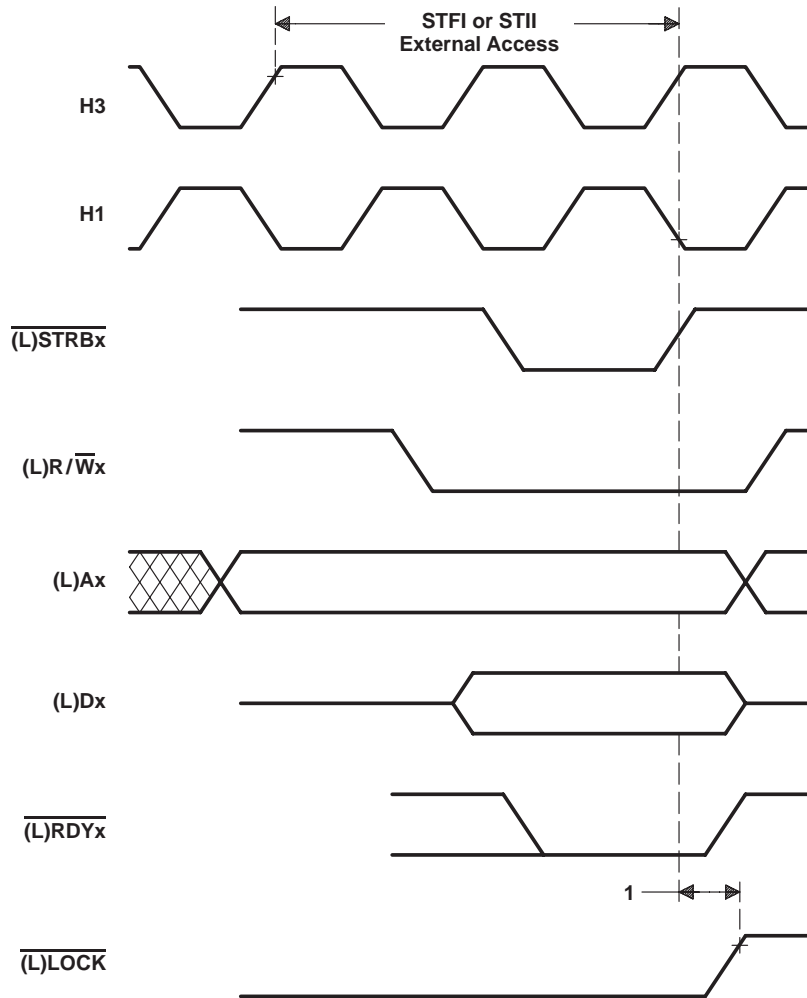 STFI or STII
External Access
H3
H1
(L)STRBx
(L)R/Wx
(L)Ax
(L)Dx
(L)RDYx
1
(L)LOCK